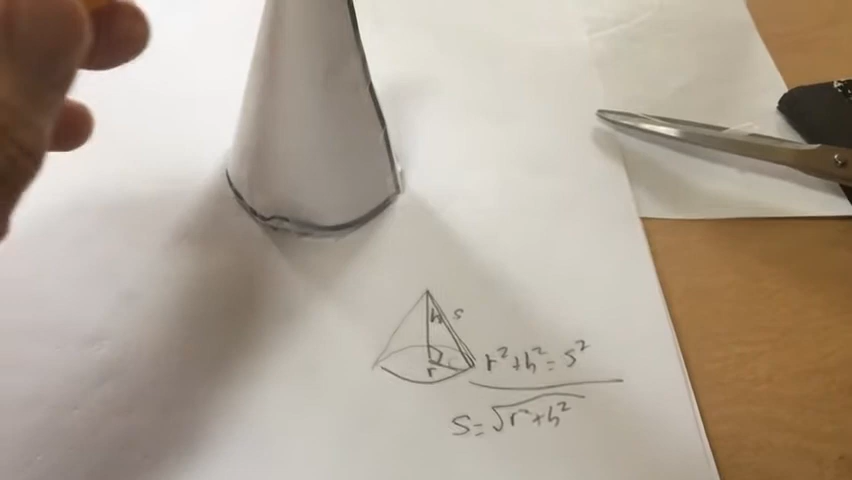 h s
r
r² + h² = s²
s = √r² + h²